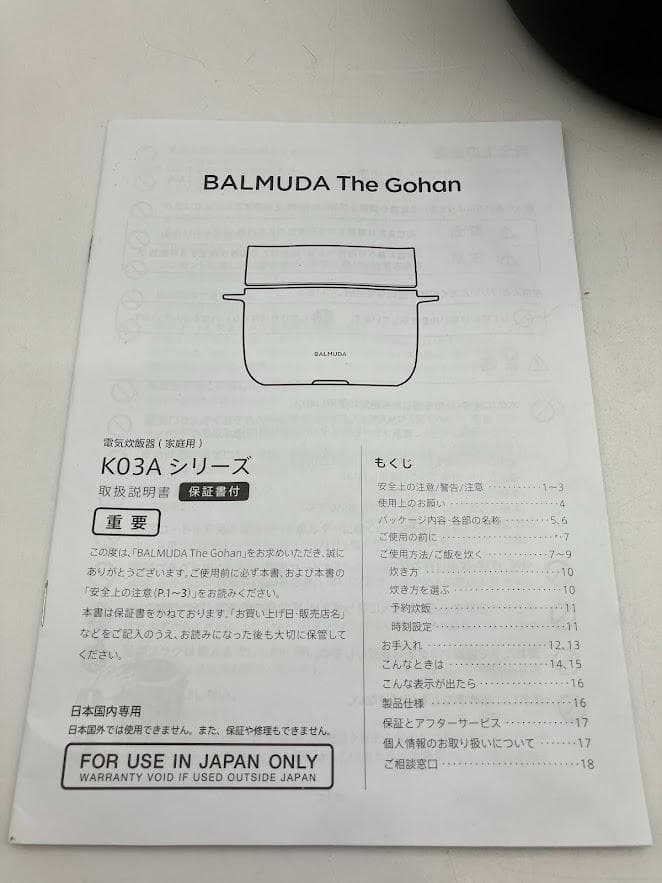 BALMUDA The Gohan
BALMUDA
電気炊飯器（家庭用）
K03A シリーズ
取扱説明書 保証書付
重要
この度は、「BALMUDA The Gohan」をお求めいただき、誠に
ありがとうございます。ご使用前に必ず本書、および本書の
「安全上の注意（P.1～3）」をお読みください。
本書は保証書をかねております。「お買い上げ日・販売店名」
などをご記入のうえ、お読みになった後も大切に保管して
ください。
日本国内専用
日本国外では使用できません。また、保証や修理もできません。
FOR USE IN JAPAN ONLY
WARRANTY VOID IF USED OUTSIDE JAPAN
もくじ
安全上の注意/警告/注意 ･･････････ 1～3
使用上のお願い ･･････････････････ 4
パッケージ内容・各部の名称 ･･･････ 5、6
ご使用の前に ････････････････････ 7
ご使用方法/ご飯を炊く ･･････････ 7～9
炊き方 ････････････････････････ 10
炊き方を選ぶ ･･････････････････ 10
予約炊飯 ･･････････････････････ 11
時刻設定 ･･････････････････････ 11
お手入れ ･･････････････････････ 12、13
こんなときは ･･････････････････ 14、15
こんな表示が出たら ･･････････････ 16
製品仕様 ･･････････････････････ 16
保証とアフターサービス ･･････････ 17
個人情報のお取り扱いについて ･･･････ 17
ご相談窓口 ････････････････････ 18